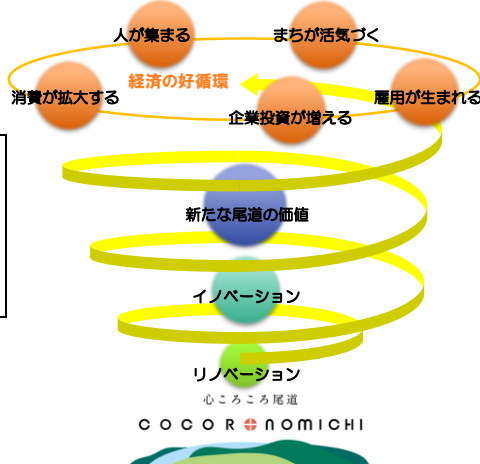 人が集まる
まちが活気づく
経済の好循環
消費が拡大する
雇用が生まれる
企業投資が増える
新たな尾道の価値
イノベーション
リノベーション
心ころころ尾道
COCORONOMICHI